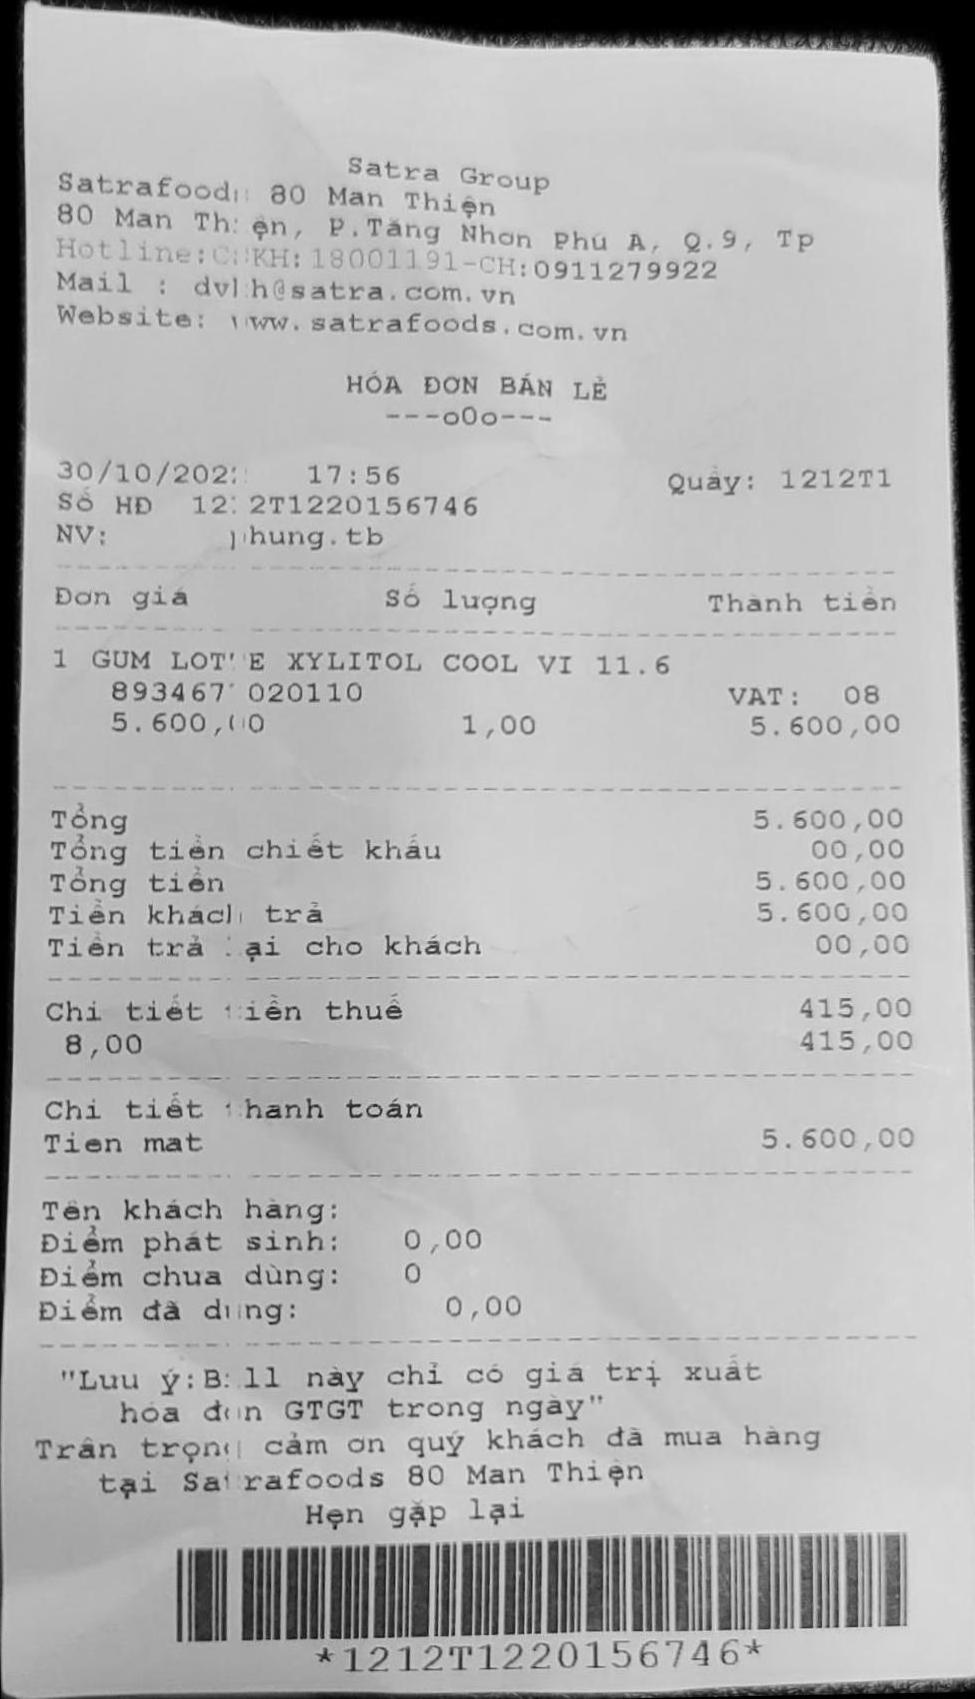 Satra Group
Satrafoods 80 Man Thiện
80 Man Thiện, P.Tăng Nhơn Phú A, Q.9, Tp
Hotline:CSKH:18001191-CH:0911279922
Mail : dvkh@satra.com.vn
Website: www.satrafoods.com.vn
HÓA ĐƠN BÁN LẺ
---o0o---
30/10/202 17:56 Quầy: 1212T1
Số HĐ 1212T1220156746
NV: phung.tb
Đơn giá Số lượng Thành tiền
1 GUM LOTTE XYLITOL COOL VI 11.6
893467 020110 VAT: 08
5.600,00 1,00 5.600,00
Tổng 5.600,00
Tổng tiền chiết khấu 00,00
Tổng tiền 5.600,00
Tiền khách trả 5.600,00
Tiền trả lại cho khách 00,00
Chi tiết tiền thuế 415,00
8,00 415,00
Chi tiết thanh toán
Tien mat 5.600,00
Tên khách hàng:
Điểm phát sinh: 0,00
Điểm chưa dùng: 0
Điểm đã dùng: 0,00
"Lưu ý:Bill này chỉ có giá trị xuất
hóa đơn GTGT trong ngày"
Trân trọng cảm ơn quý khách đã mua hàng
tại Satrafoods 80 Man Thiện
Hẹn gặp lại
*1212T1220156746*